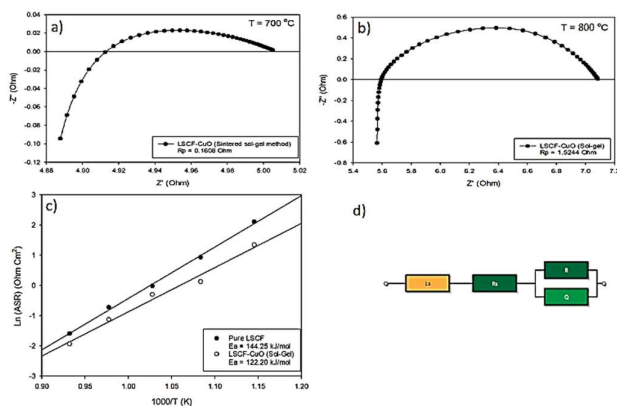 a)
T = 700 °C
-Z" (Ohm)
0.04
0.02
0.00
-0.02
-0.04
-0.06
-0.08
-0.10
-0.12
4.88
4.90
4.92
4.94
4.96
4.98
5.00
5.02
Z' (Ohm)
LSCF-CuO (Sintered sol-gel method)
Rp = 0.1608 Ohm
b)
T = 800 °C
-Z" (Ohm)
0.6
0.4
0.2
0.0
-0.2
-0.4
-0.6
-0.8
5.4
5.6
5.8
6.0
6.2
6.4
6.6
6.8
7.0
7.2
Z' (Ohm)
LSCF-CuO (Sol-gel)
Rp = 1.5244 Ohm
c)
Ln (ASR) (Ohm Cm²)
3
2
1
0
-1
-2
-3
0.90
0.95
1.00
1.05
1.10
1.15
1.20
1000/T (K)
Pure LSCF
Ea = 144.25 kJ/mol
LSCF-CuO (Sol-Gel)
Ea = 122.20 kJ/mol
d)
Rs
R
Q